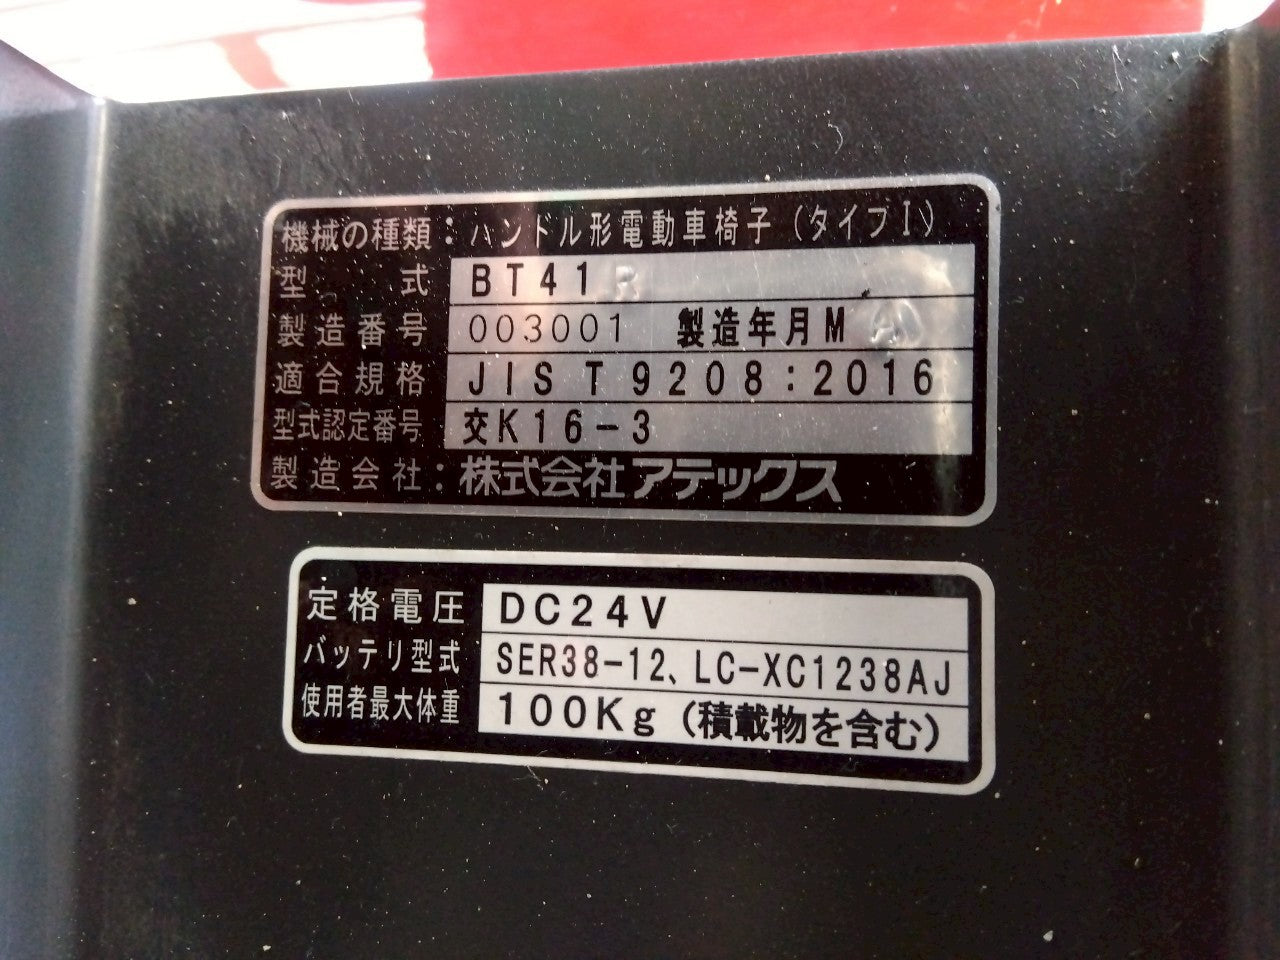 機械の種類：ハンドル形電動車椅子（タイプⅠ）
型式 BT41R
製造番号 003001 製造年月M
適合規格 JIS T 9208:2016
型式認定番号 交K16-3
製造会社：株式会社アテックス
定格電圧 DC24V
バッテリ型式 SER38-12、LC-XC1238AJ
使用者最大体重 100Kg（積載物を含む）